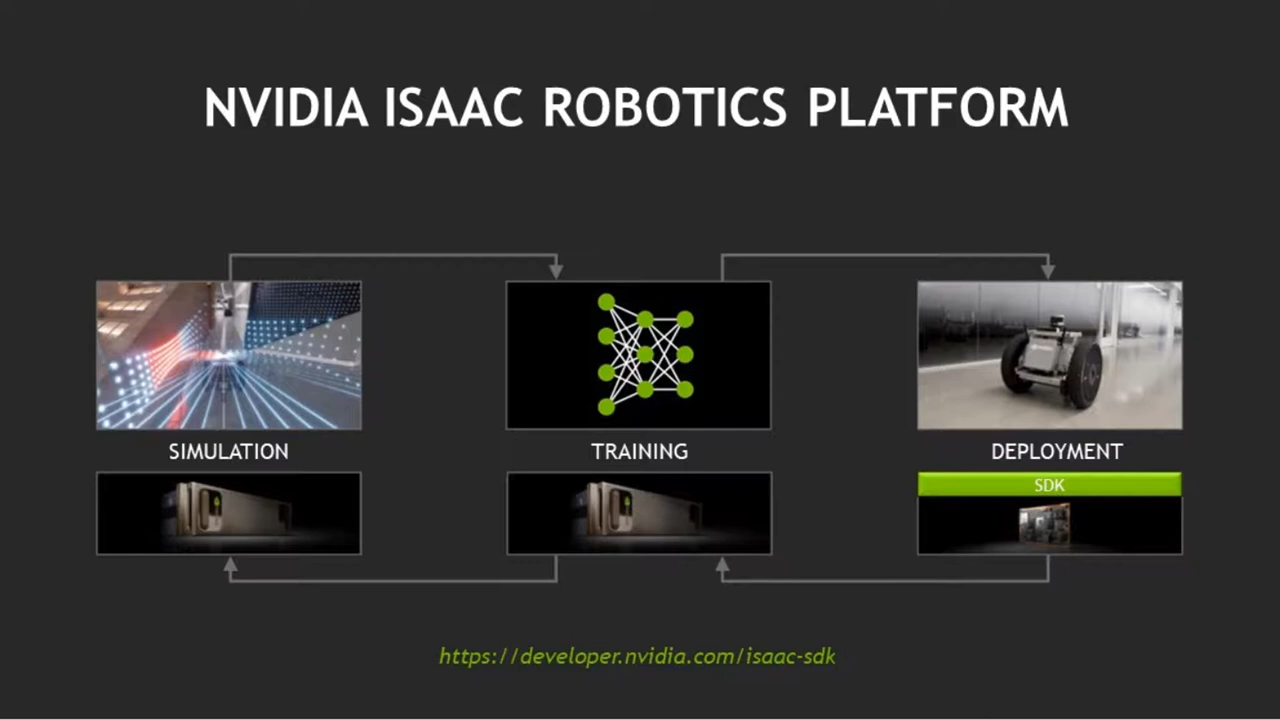 NVIDIA ISAAC ROBOTICS PLATFORM
SIMULATION
TRAINING
DEPLOYMENT
SDK
https://developer.nvidia.com/isaac-sdk